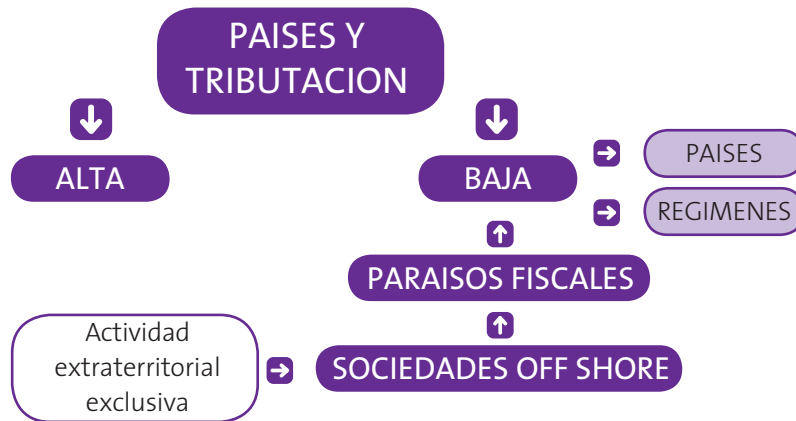 PAISES Y
TRIBUTACION
ALTA
BAJA
PAISES
REGIMENES
PARAISOS FISCALES
Actividad
extraterritorial
exclusiva
SOCIEDADES OFF SHORE